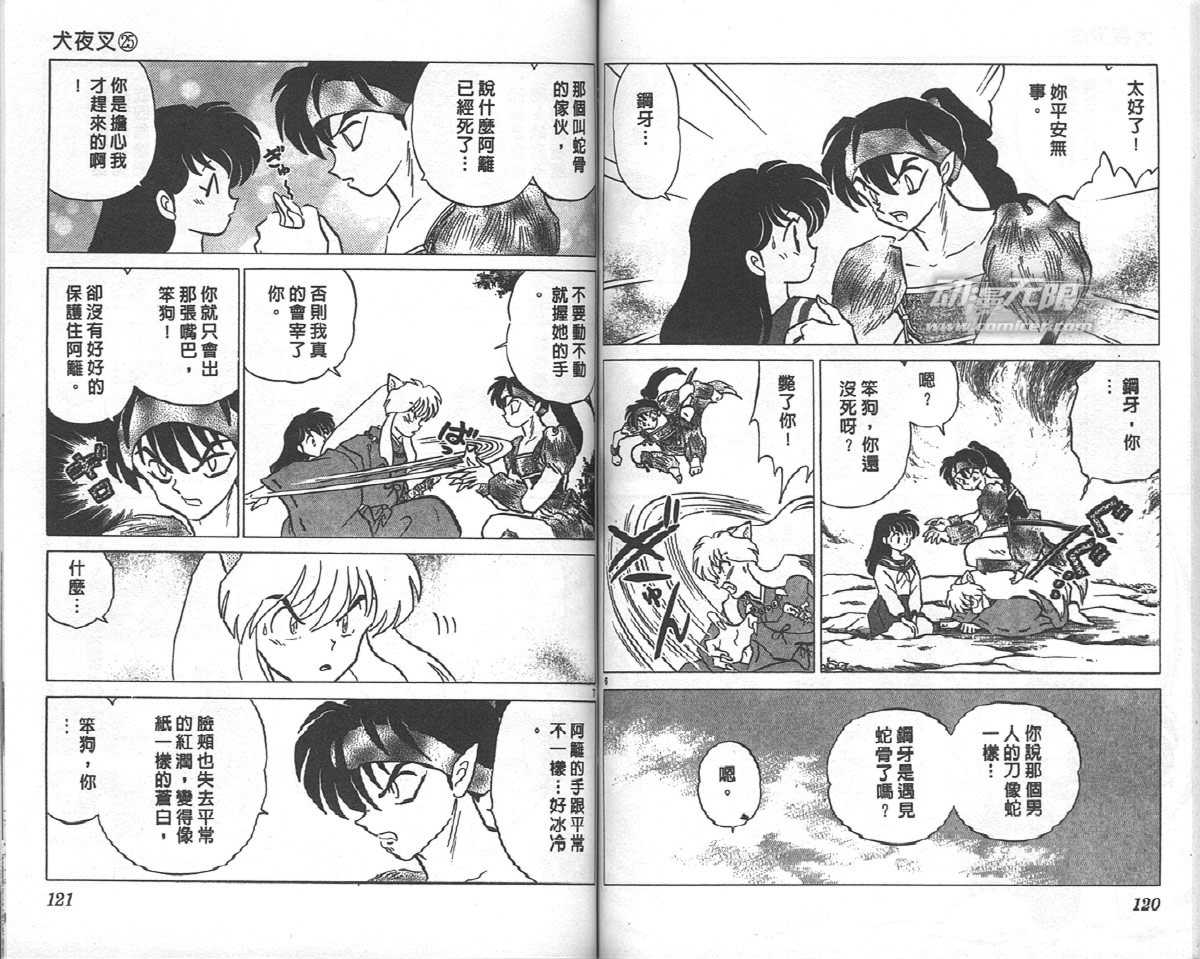 太好了！
妳平安無
事。
鋼牙…
鋼牙，你
…
嗯？
笨狗，你還
沒死呀？
斃了你！
你說那個男
人的刀像蛇
一樣…
鋼牙是遇見
蛇骨了嗎？
嗯。
120
动漫无限
www.comicer.com
犬夜叉㉕
那個叫蛇骨
的傢伙，
說什麼阿籬
已經死了…
你是擔心我
才趕來的啊
！
不要動不動
就握她的手
。
否則我真
的會宰了
你。
你就只會出
那張嘴巴，
笨狗！
卻沒有好好的
保護住阿籬。
什麼…
阿籬的手跟平常
不一樣…好冰冷
。
臉頰也失去平常
的紅潤，變得像
紙一樣的蒼白，
笨狗，你
…
121